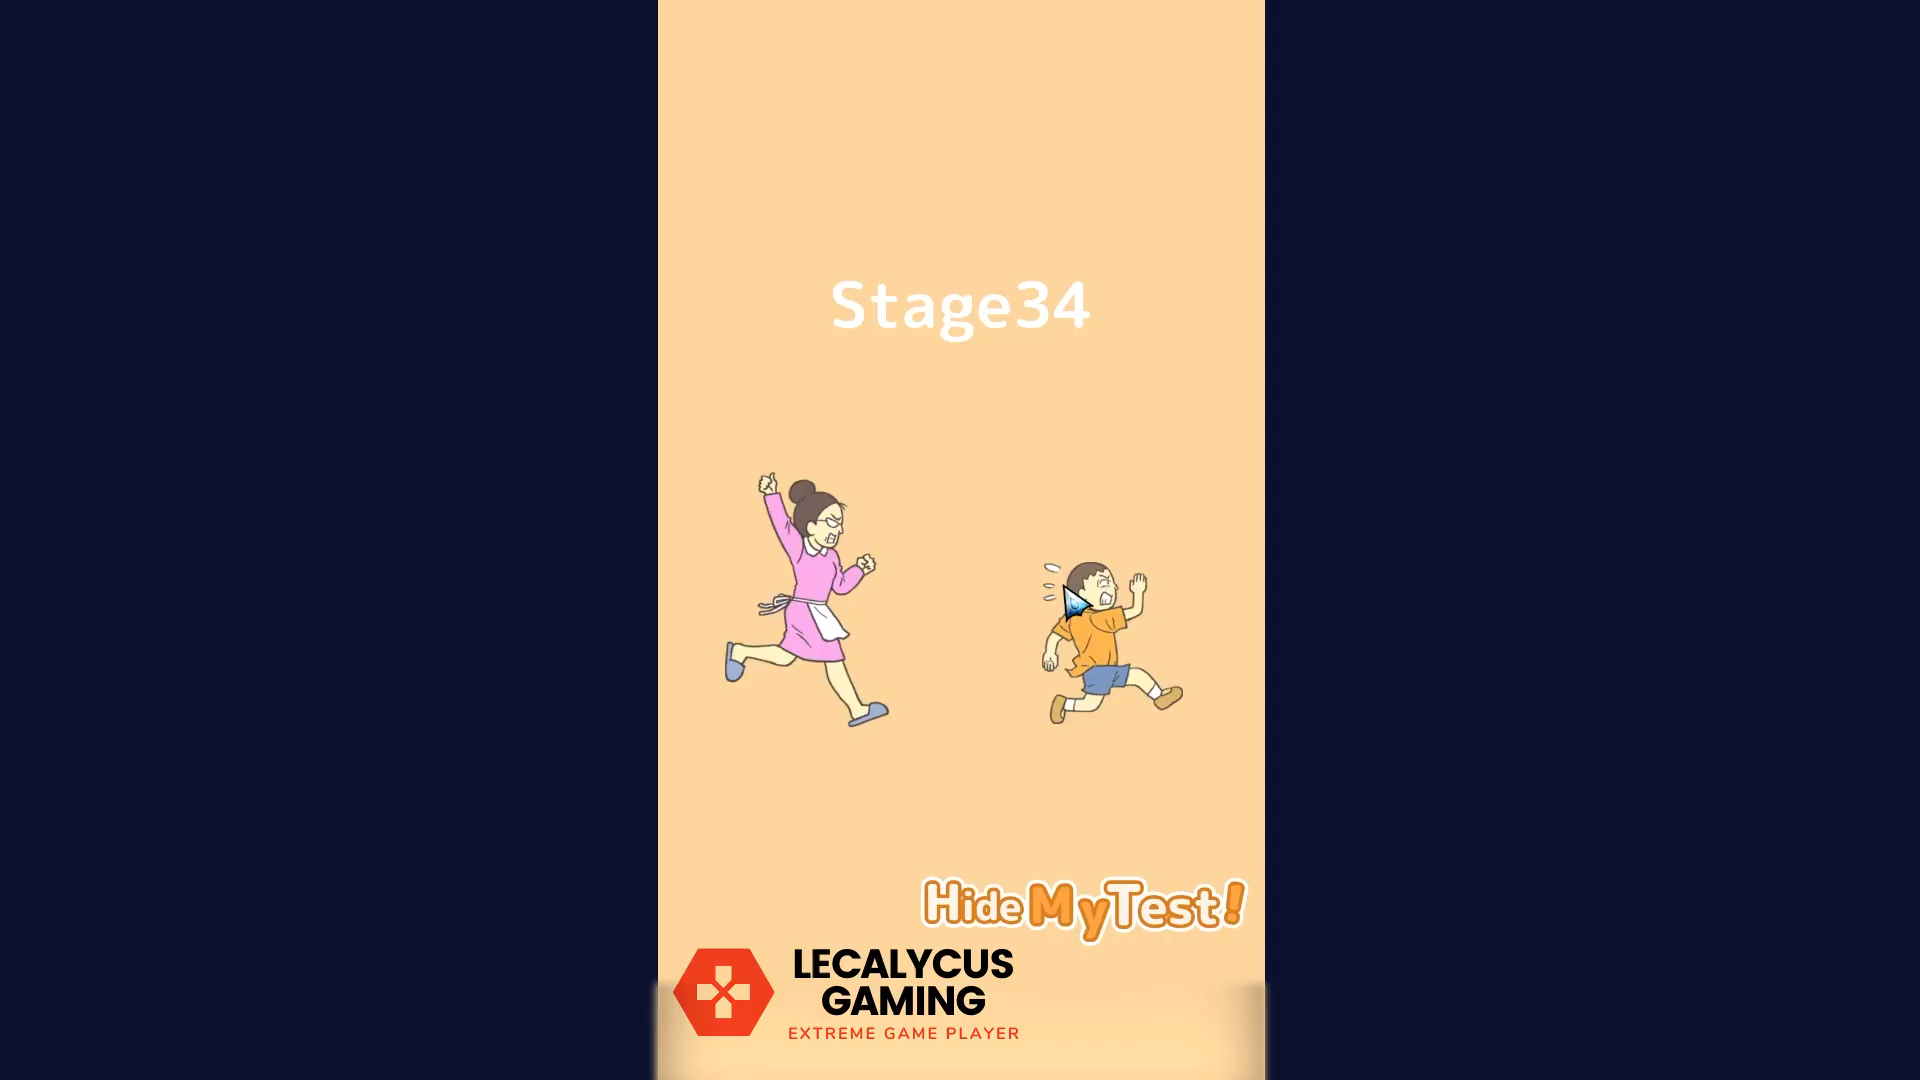 Stage34
Hide My Test!
LECALYCUS
GAMING
EXTREME GAME PLAYER